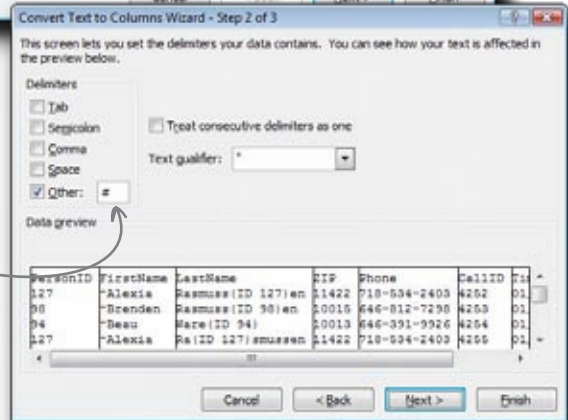 Convert Text to Columns Wizard - Step 2 of 3
This screen lets you set the delimiters your data contains. You can see how your text is affected in
the preview below.
Delimiters
Tab
Semicolon
Comma
Space
Other: #
Treat consecutive delimiters as one
Text qualifier: "
Data preview
PersonID FirstName LastName ZIP Phone CallID
127 ^Alexia Rasmuss(ID 127)en 11422 718-534-2403 4252 01
98 ^Brenden Rasmuss(ID 98)en 10015 646-812-7298 4253 01
94 ^Beau Ware(ID 94) 10013 646-391-9926 4254 01
127 ^Alexia Ra(ID 127)smussen 11422 718-534-2403 4255 01
Cancel < Back Next > Finish